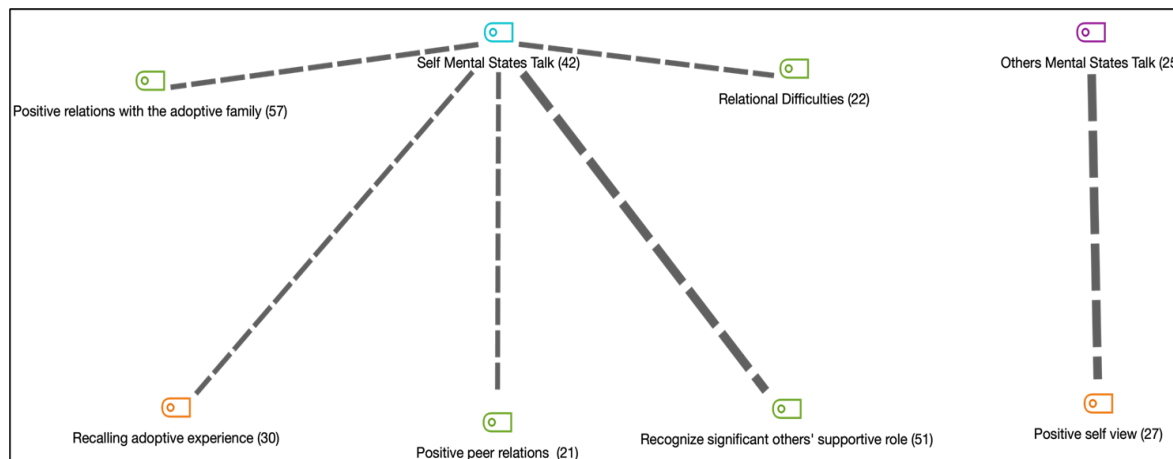 Self Mental States Talk (42)
Others Mental States Talk (25
Positive relations with the adoptive family (57)
Relational Difficulties (22)
Recalling adoptive experience (30)
Positive peer relations (21)
Recognize significant others' supportive role (51)
Positive self view (27)